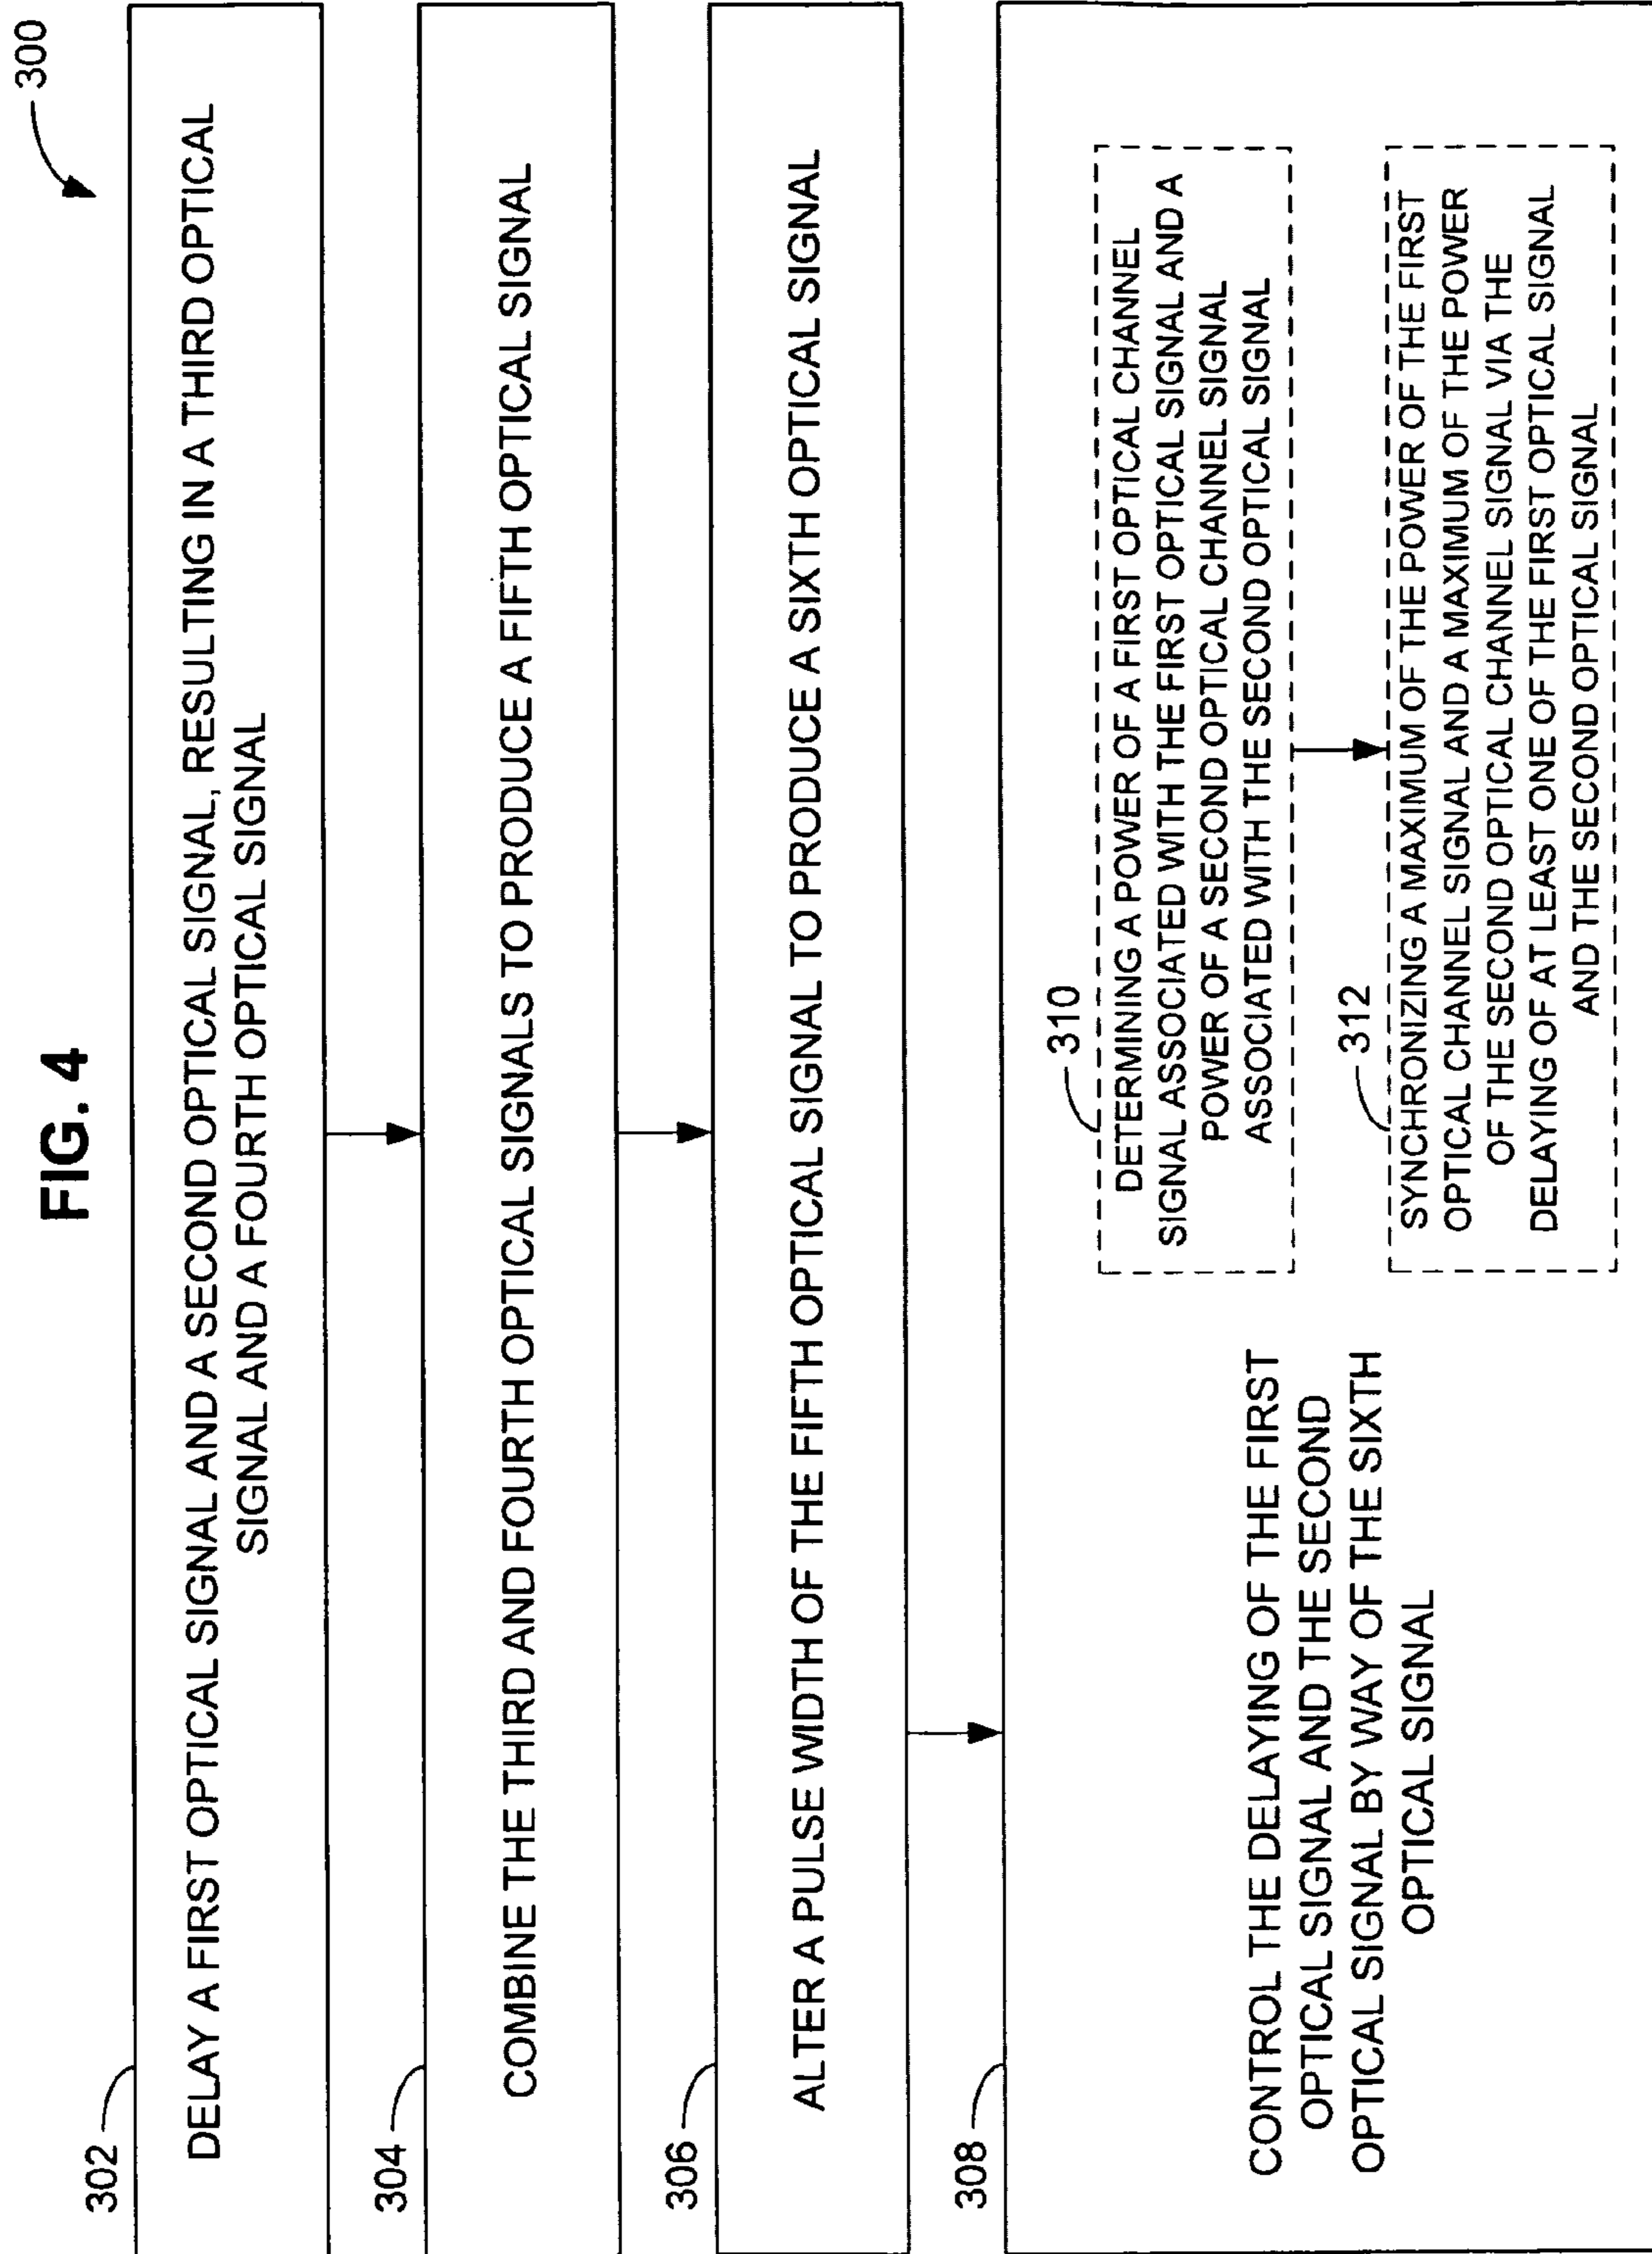 FIG. 4
300
302
DELAY A FIRST OPTICAL SIGNAL AND A SECOND OPTICAL SIGNAL, RESULTING IN A THIRD OPTICAL
SIGNAL AND A FOURTH OPTICAL SIGNAL
304
COMBINE THE THIRD AND FOURTH OPTICAL SIGNALS TO PRODUCE A FIFTH OPTICAL SIGNAL
306
ALTER A PULSE WIDTH OF THE FIFTH OPTICAL SIGNAL TO PRODUCE A SIXTH OPTICAL SIGNAL
308
CONTROL THE DELAYING OF THE FIRST
OPTICAL SIGNAL AND THE SECOND
OPTICAL SIGNAL BY WAY OF THE SIXTH
OPTICAL SIGNAL
310
DETERMINING A POWER OF A FIRST OPTICAL CHANNEL
SIGNAL ASSOCIATED WITH THE FIRST OPTICAL SIGNAL AND A
POWER OF A SECOND OPTICAL CHANNEL SIGNAL
ASSOCIATED WITH THE SECOND OPTICAL SIGNAL
312
SYNCHRONIZING A MAXIMUM OF THE POWER OF THE FIRST
OPTICAL CHANNEL SIGNAL AND A MAXIMUM OF THE POWER
OF THE SECOND OPTICAL CHANNEL SIGNAL VIA THE
DELAYING OF AT LEAST ONE OF THE FIRST OPTICAL SIGNAL
AND THE SECOND OPTICAL SIGNAL